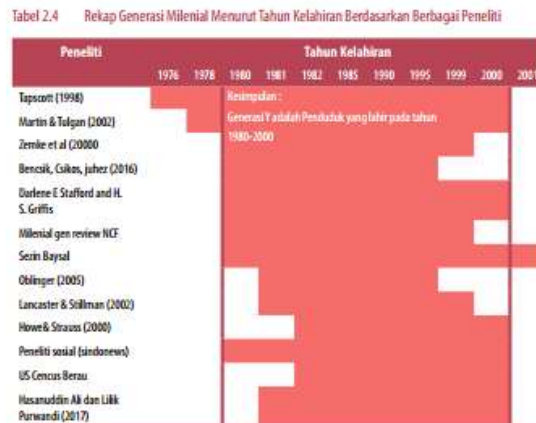 Tabel 2.4 Rekap Generasi Milenial Menurut Tahun Kelahiran Berdasarkan Berbagai Peneliti
Peneliti Tahun Kelahiran
1976 1978 1980 1981 1982 1985 1990 1995 1999 2000 2001
Tapscott (1998)
Kesimpulan :
Martin & Tulgan (2002)
Generasi Y adalah Penduduk yang lahir pada tahun
1980-2000
Zemke et al (20000
Bencsik, Csikos, juhez (2016)
Darlene E Stafford and H.
S. Griffis
Milenial gen review NCF
Sezin Baysal
Oblinger (2005)
Lancaster & Stillman (2002)
Howe& Strauss (2000)
Peneliti sosial (sindonews)
US Cencus Berau
Hasanuddin Ali dan Lilik
Purwandi (2017)